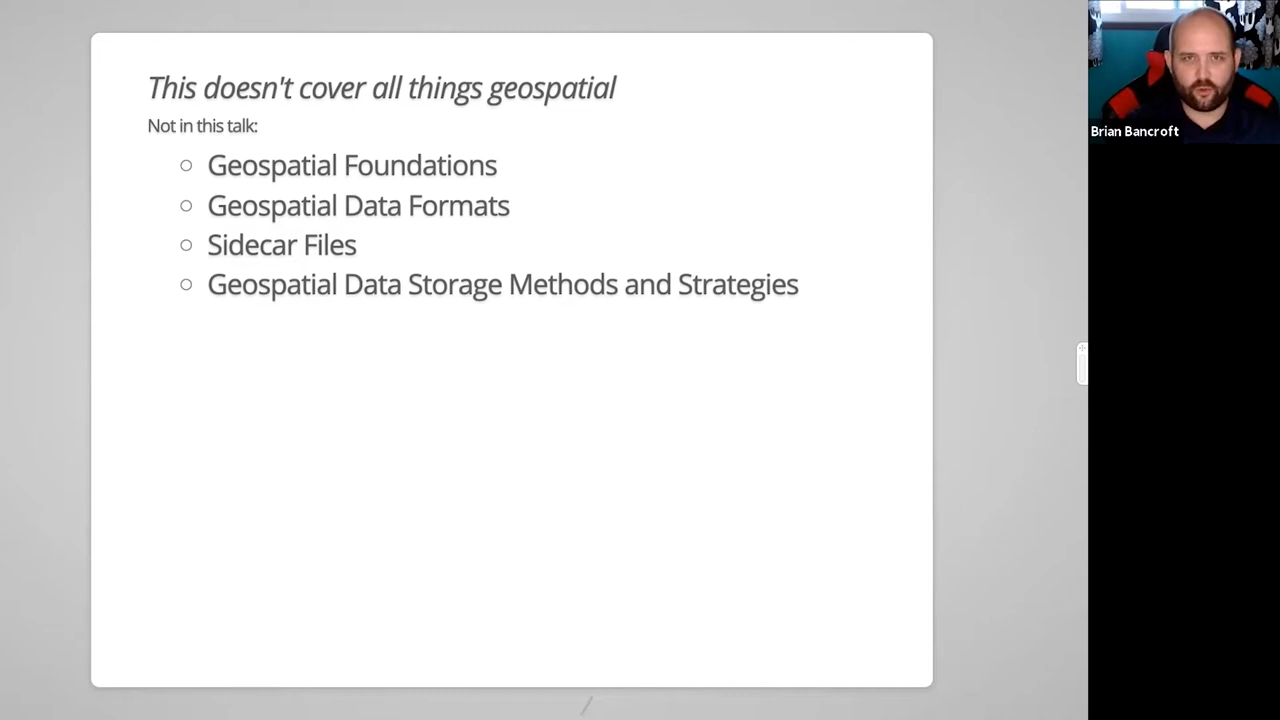 This doesn't cover all things geospatial
Not in this talk:
Geospatial Foundations
Geospatial Data Formats
Sidecar Files
Geospatial Data Storage Methods and Strategies
Brian Bancroft